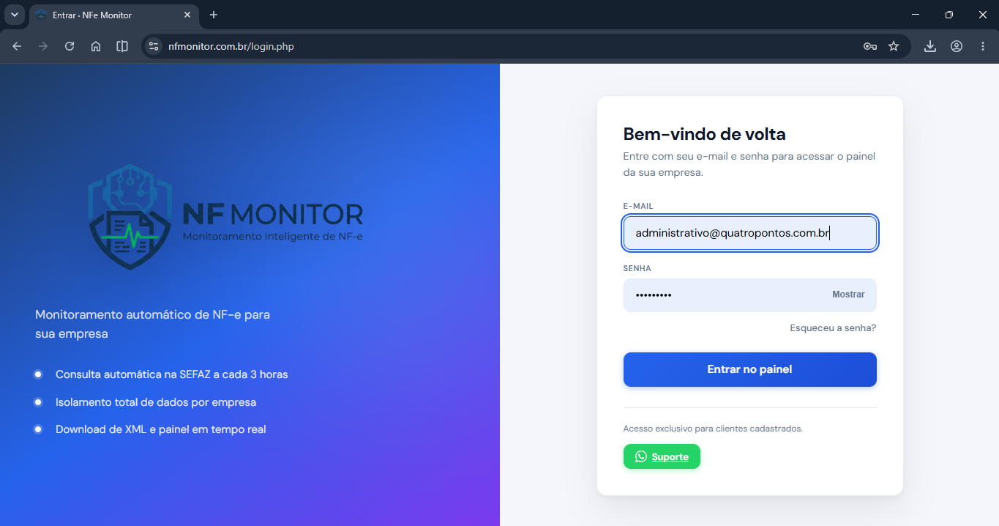 Entrar · NFe Monitor
nfmonitor.com.br/login.php
NF MONITOR
Monitoramento Inteligente de NF-e
Monitoramento automático de NF-e para
sua empresa
Consulta automática na SEFAZ a cada 3 horas
Isolamento total de dados por empresa
Download de XML e painel em tempo real
Bem-vindo de volta
Entre com seu e-mail e senha para acessar o painel
da sua empresa.
E-MAIL
administrativo@quatropontos.com.br
SENHA
•••••••••
Mostrar
Esqueceu a senha?
Entrar no painel
Acesso exclusivo para clientes cadastrados.
Suporte